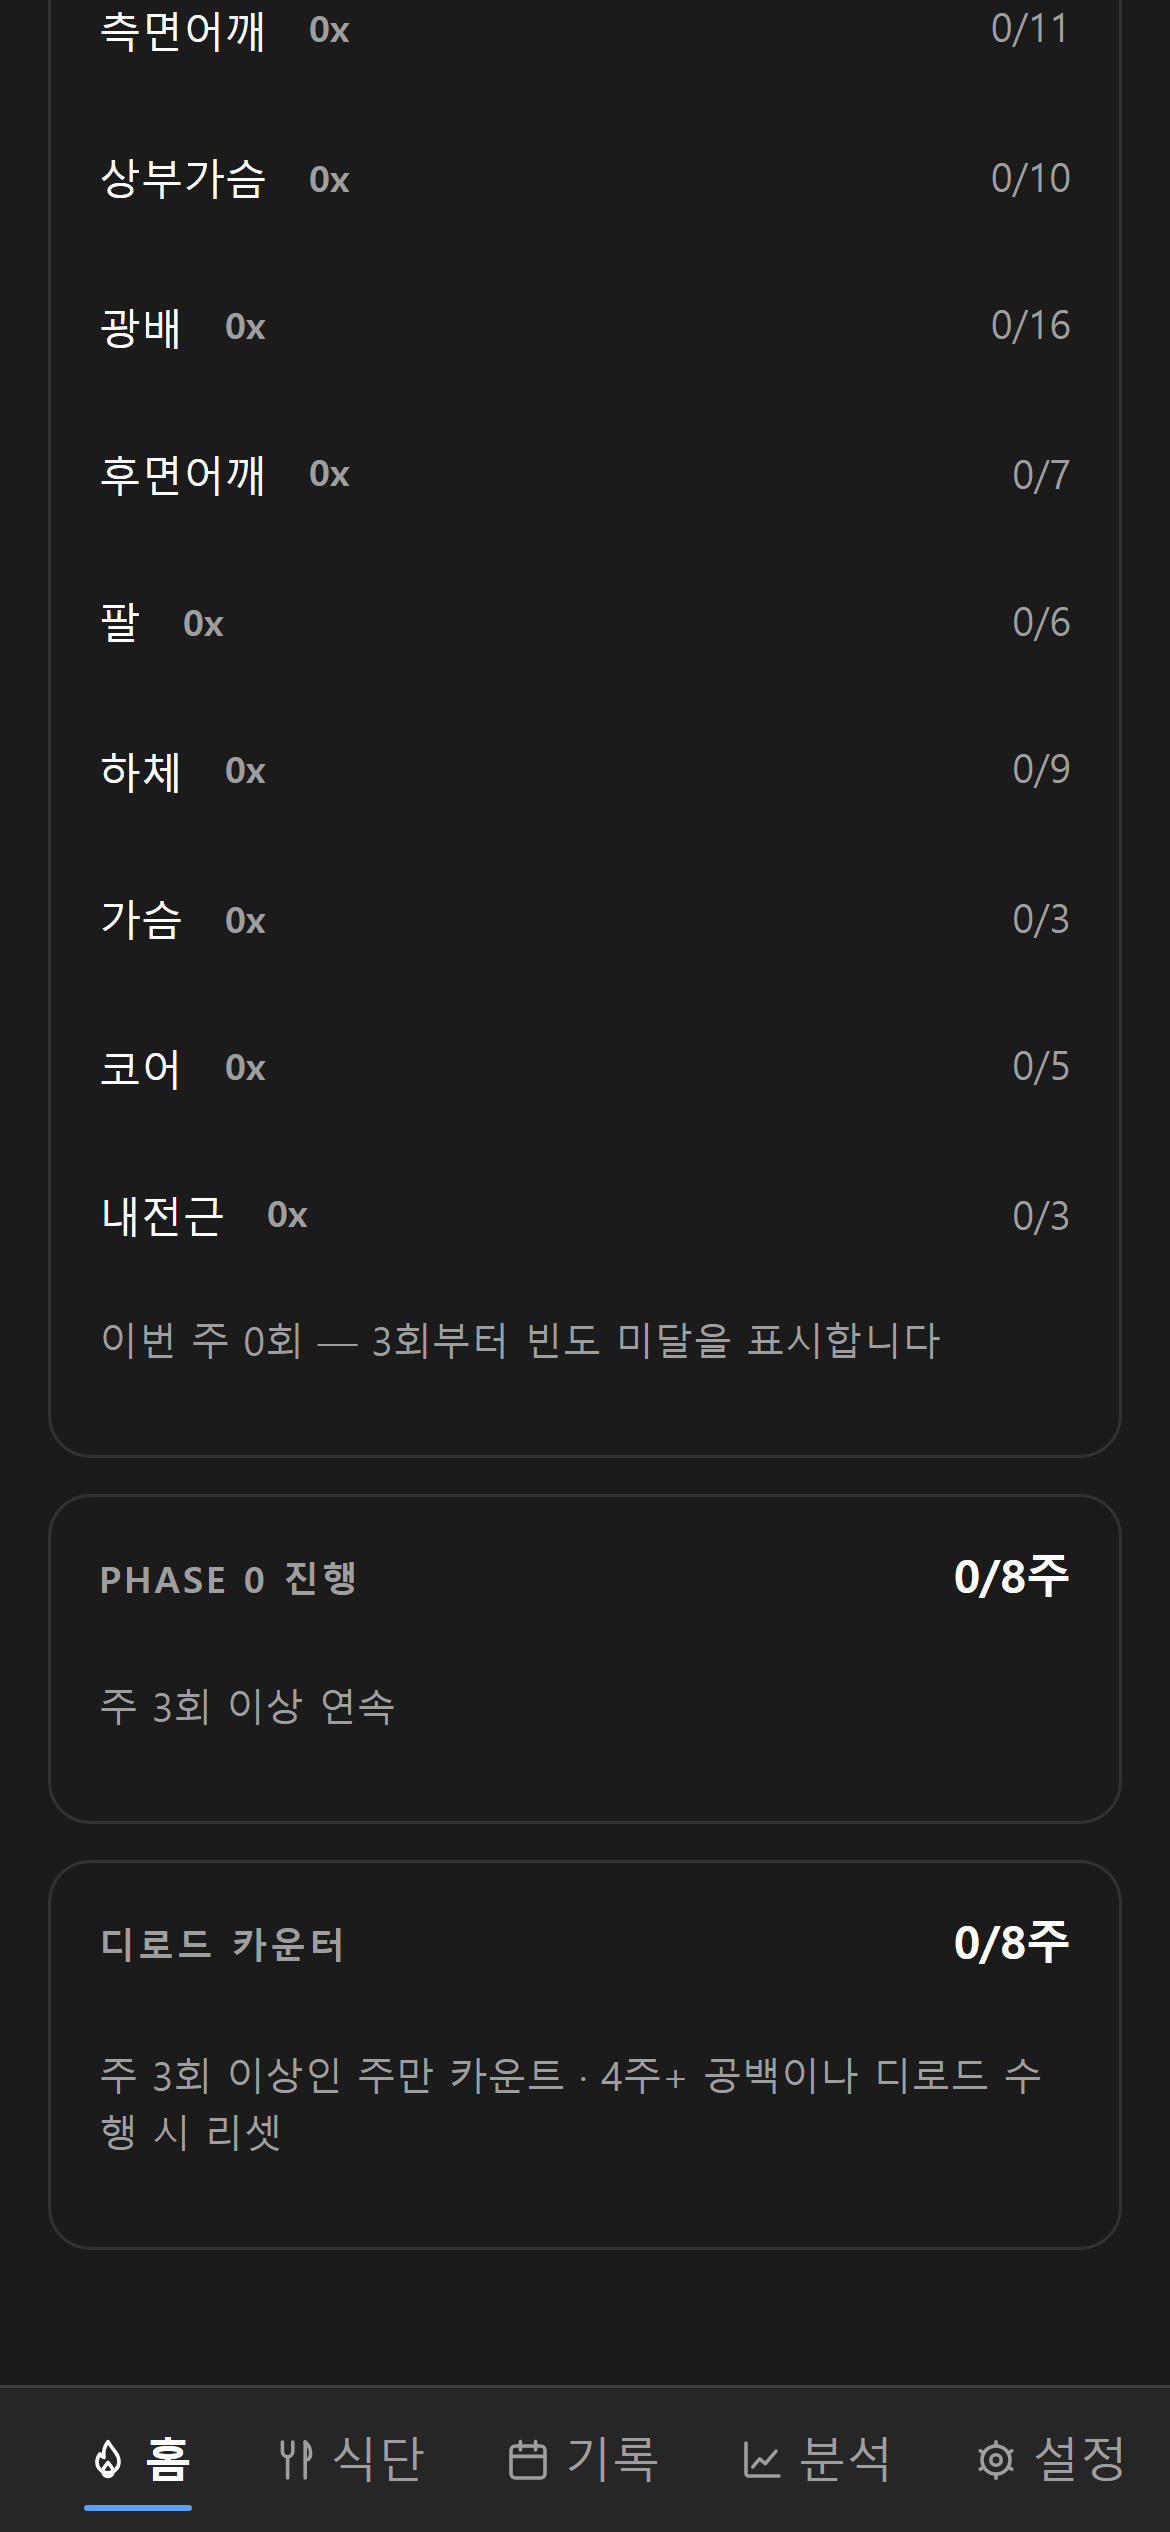 측면어깨 0x 0/11
상부가슴 0x 0/10
광배 0x 0/16
후면어깨 0x 0/7
팔 0x 0/6
하체 0x 0/9
가슴 0x 0/3
코어 0x 0/5
내전근 0x 0/3
이번 주 0회 — 3회부터 빈도 미달을 표시합니다
PHASE 0 진행 0/8주
주 3회 이상 연속
디로드 카운터 0/8주
주 3회 이상인 주만 카운트 · 4주+ 공백이나 디로드 수
행 시 리셋
홈 식단 기록 분석 설정